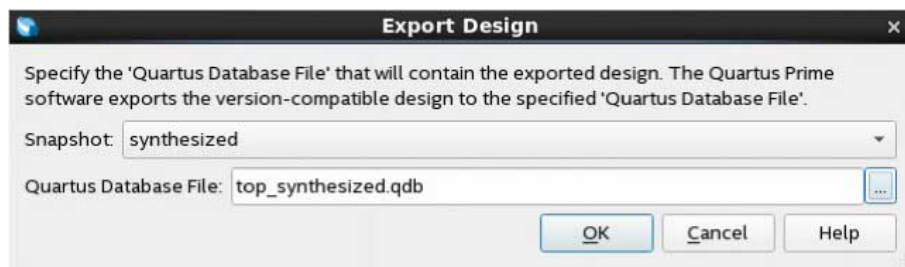 Export Design
Specify the 'Quartus Database File' that will contain the exported design. The Quartus Prime
software exports the version-compatible design to the specified 'Quartus Database File'.
Snapshot: synthesized
Quartus Database File: top_synthesized.qdb ...
OK Cancel Help